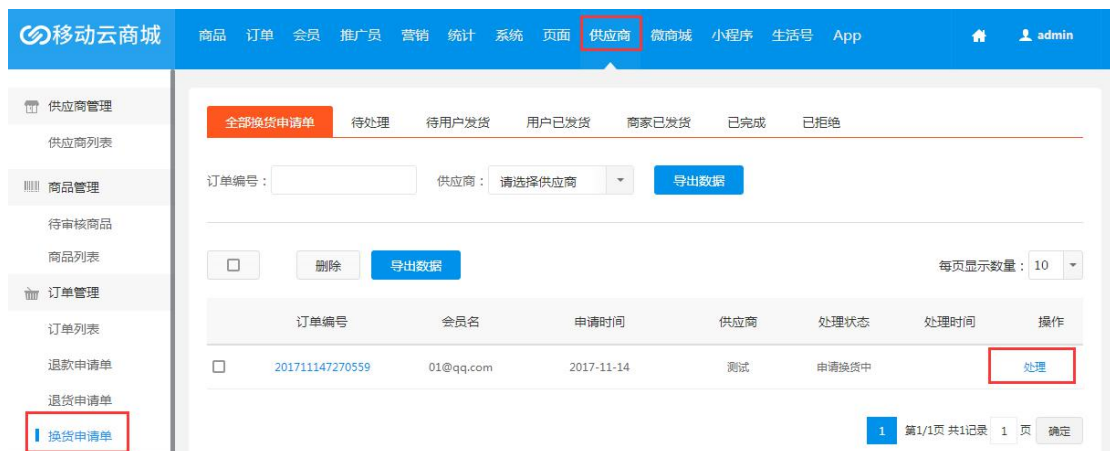 移动云商城
商品 订单 会员 推广员 营销 统计 系统 页面 供应商 微商城 小程序 生活号 App admin
供应商管理
供应商列表
商品管理
待审核商品
商品列表
订单管理
订单列表
退款申请单
退货申请单
换货申请单
全部换货申请单 待处理 待用户发货 用户已发货 商家已发货 已完成 已拒绝
订单编号: 供应商: 请选择供应商 导出数据
删除 导出数据 每页显示数量: 10
订单编号 会员名 申请时间 供应商 处理状态 处理时间 操作
201711147270559 01@qq.com 2017-11-14 测试 申请换货中 处理
1 第1/1页 共1记录 1 页 确定